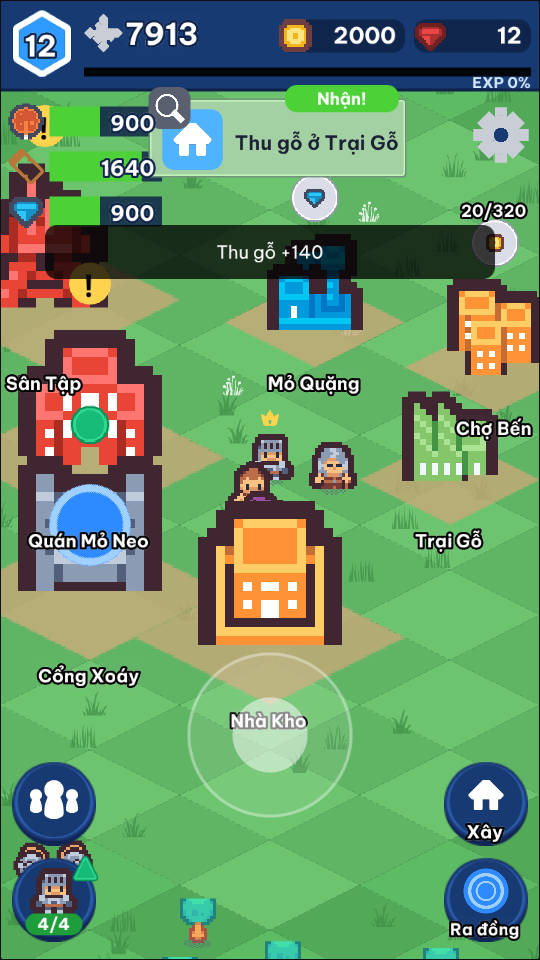 12
7913
2000
12
EXP 0%
Nhận!
900
!
Thu gỗ ở Trại Gỗ
1640
900
20/320
Thu gỗ +140
!
Sân Tập
Mỏ Quặng
Chợ Bến
Quán Mỏ Neo
Trại Gỗ
Cổng Xoáy
Nhà Kho
Xây
4/4
Ra đồng